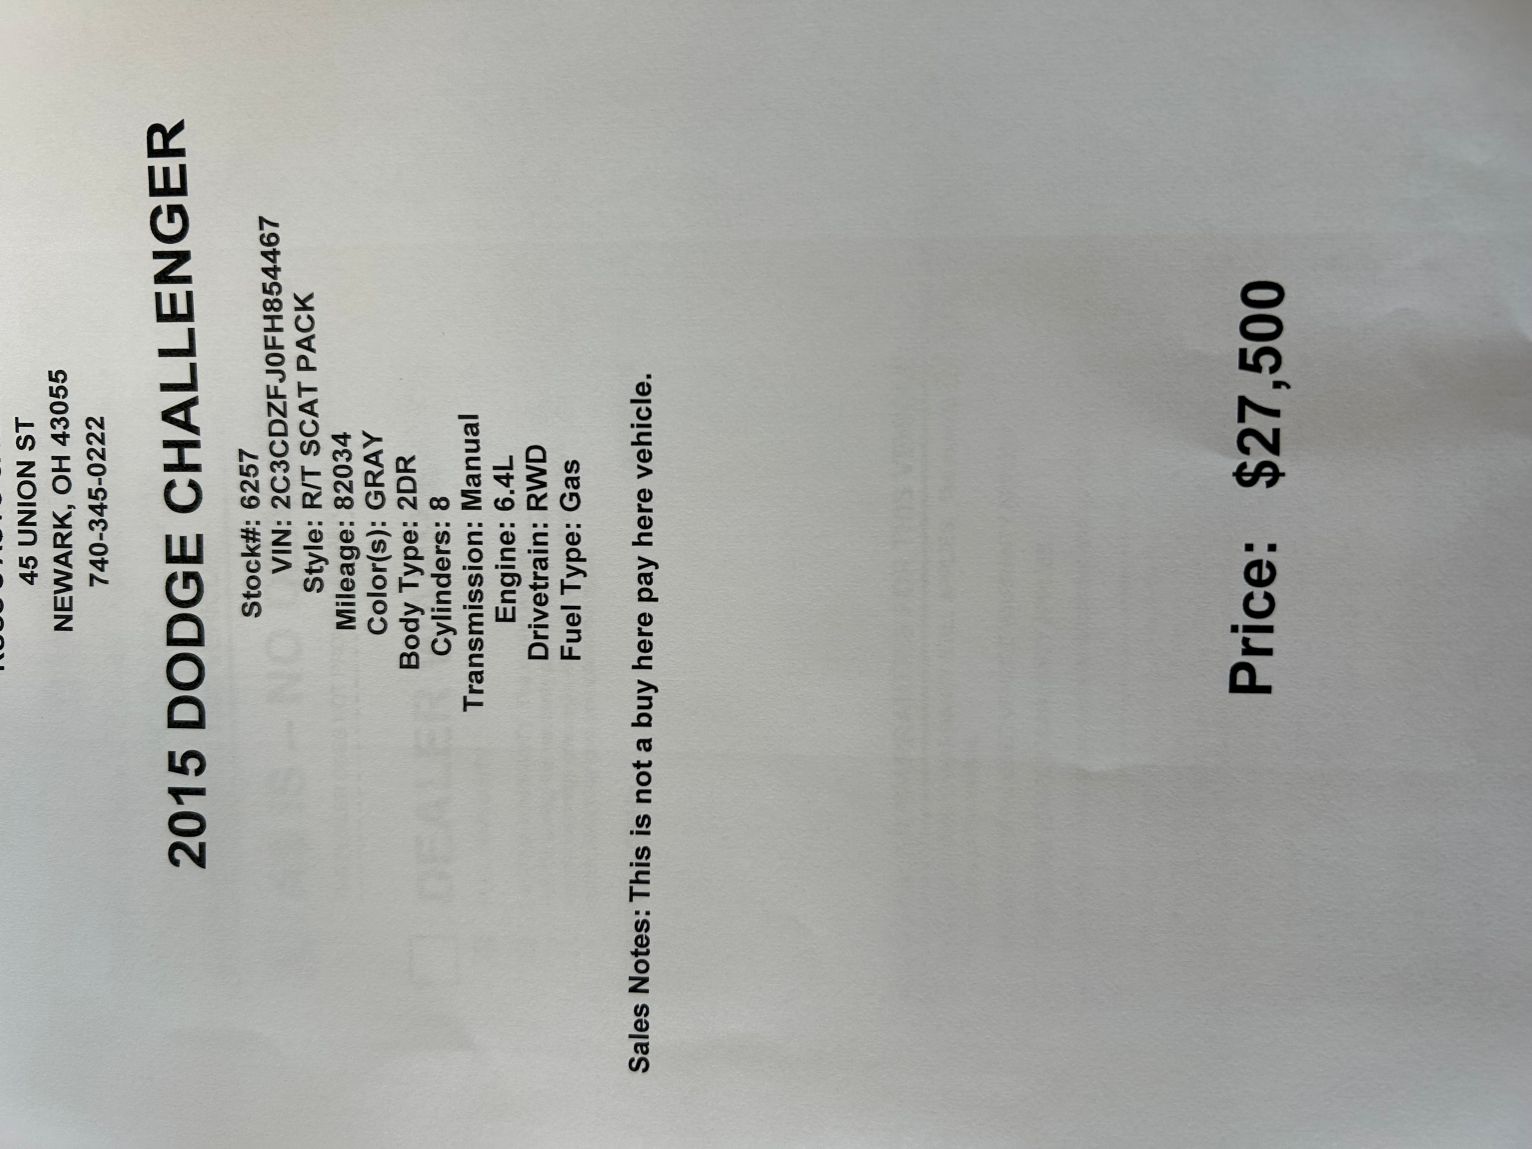 45 UNION ST
NEWARK, OH 43055
740-345-0222
2015 DODGE CHALLENGER
Stock#: 6257
VIN: 2C3CDZFJ0FH854467
Style: R/T SCAT PACK
Mileage: 82034
Color(s): GRAY
Body Type: 2DR
Cylinders: 8
Transmission: Manual
Engine: 6.4L
Drivetrain: RWD
Fuel Type: Gas
Sales Notes: This is not a buy here pay here vehicle.
Price: $27,500